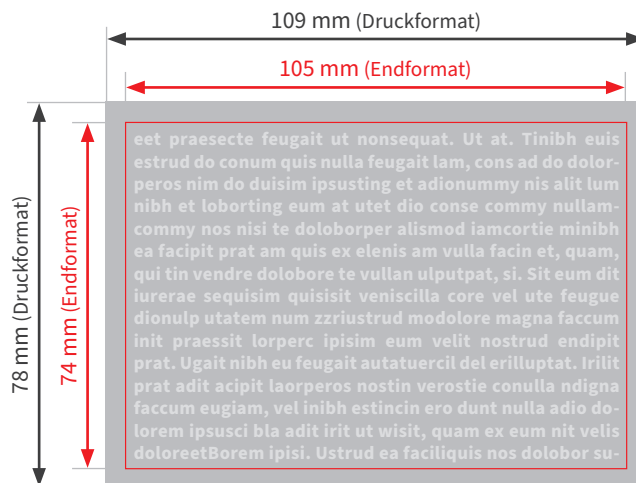 109 mm (Druckformat)
105 mm (Endformat)
78 mm (Druckformat)
74 mm (Endformat)
eet praesecte feugait ut nonsequat. Ut at. Tinibh euis
estrud do conum quis nulla feugait lam, cons ad do dolor-
peros nim do duisim ipsusting et adionummy nis alit lum
nibh et loborting eum at utet dio conse commy nullam-
commy nos nisi te doloborper alismod iamcortie minibh
ea facipit prat am quis ex elenis am vulla facin et, quam,
qui tin vendre dolobore te vullan ulputpat, si. Sit eum dit
iurerae sequisim quisisit veniscilla core vel ute feugue
dionulp utatem num zzriustrud modolore magna faccum
init praessit lorperc ipisim eum velit nostrud endipit
prat. Ugait nibh eu feugait autatuercil del erilluptat. Irilit
prat adit acipit laorperos nostin verostie conulla ndigna
faccum eugiam, vel inibh estincin ero dunt nulla adio do-
lorem ipsusci bla adit irit ut wisit, quam ex eum nit velis
doloreetBorem ipisi. Ustrud ea faciliquis nos dolobor su-